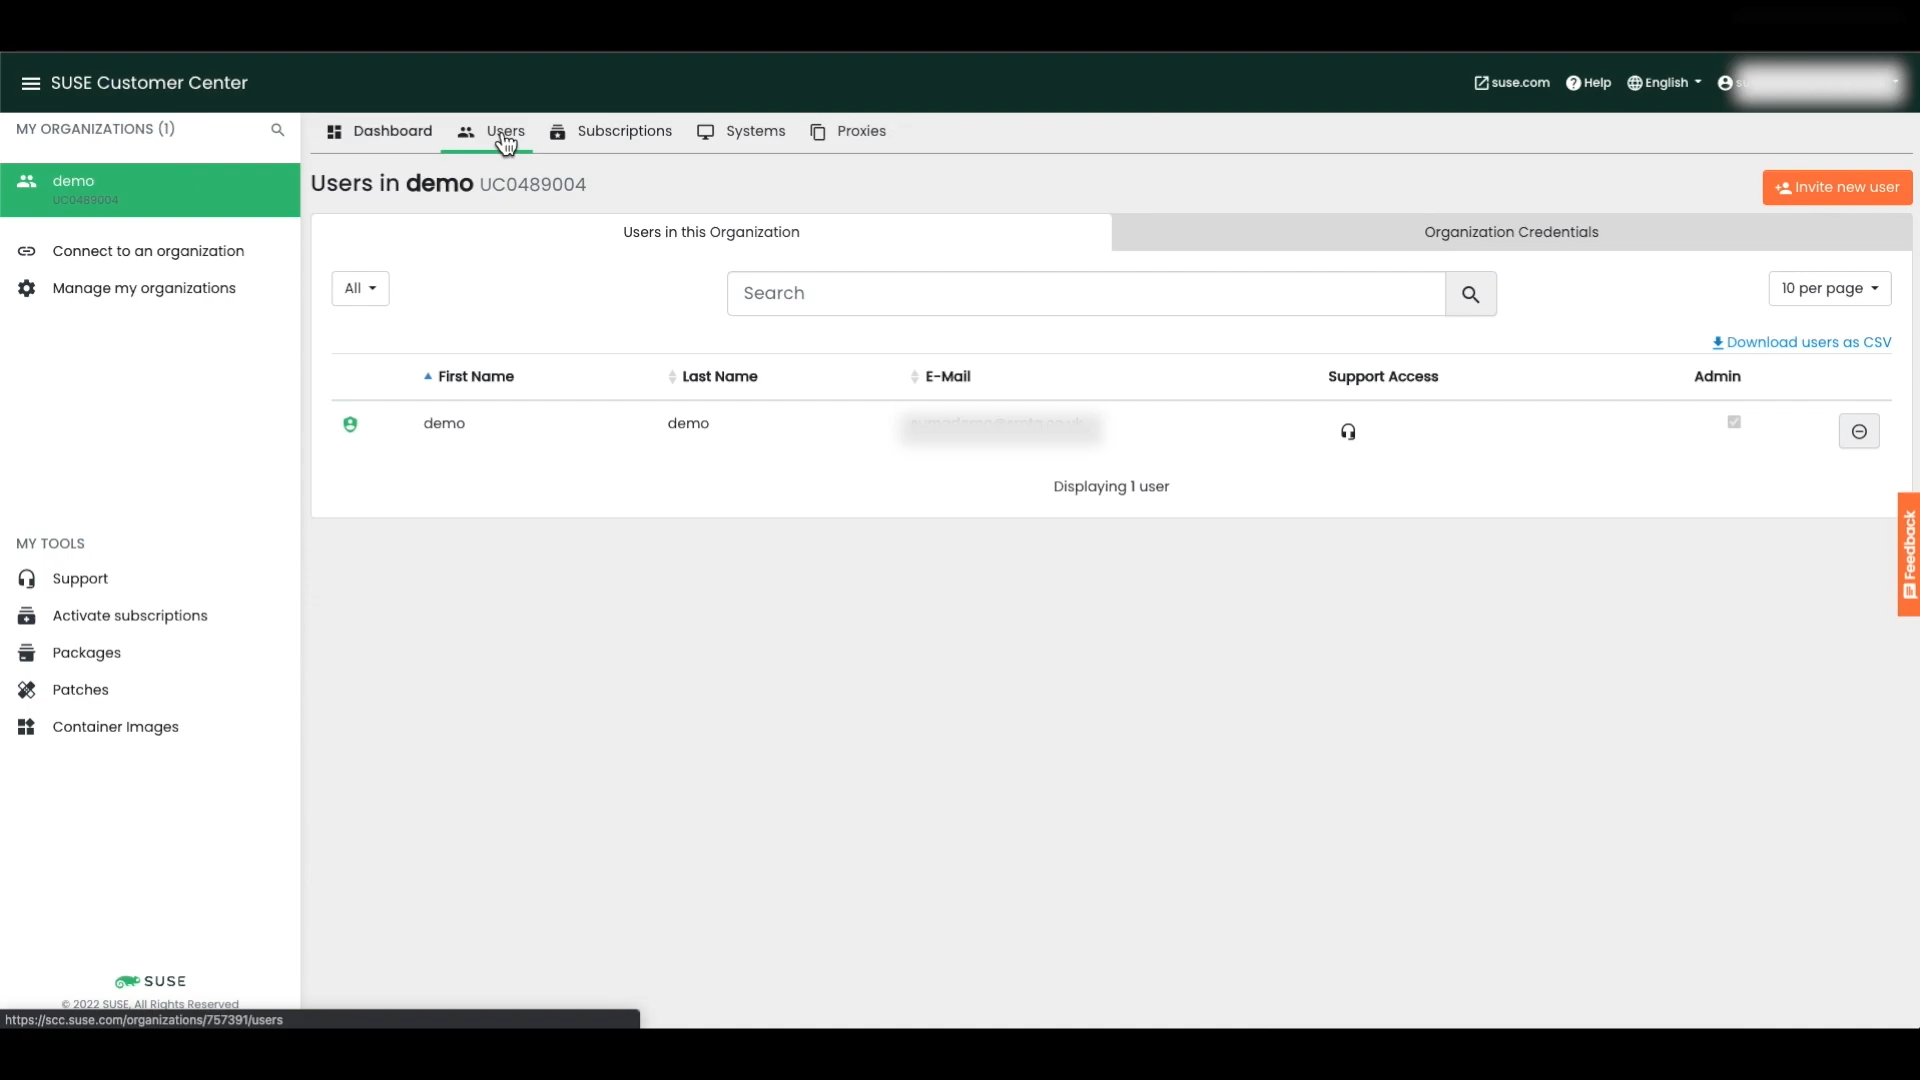 SUSE Customer Center
suse.com
Help
English
MY ORGANIZATIONS (1)
demo
UC0489004
Connect to an organization
Manage my organizations
MY TOOLS
Support
Activate subscriptions
Packages
Patches
Container Images
SUSE
© 2022 SUSE, All Rights Reserved
https://scc.suse.com/organizations/757391/users
Dashboard
Users
Subscriptions
Systems
Proxies
Users in demo UC0489004
Invite new user
Users in this Organization
Organization Credentials
All
Search
10 per page
Download users as CSV
First Name
Last Name
E-Mail
Support Access
Admin
demo
demo
Displaying 1 user
Feedback